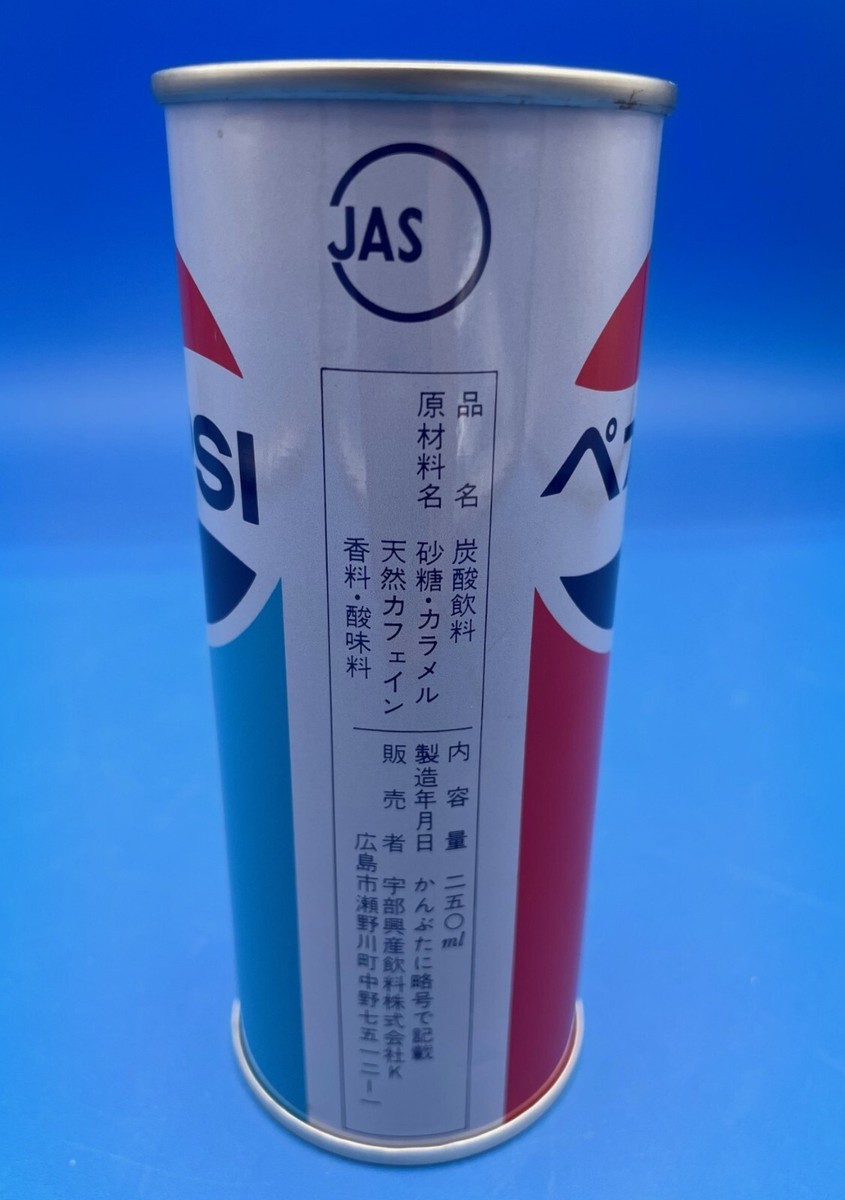 JAS
PSI
ペプ
品名 炭酸飲料
原材料名 砂糖・カラメル
天然カフェイン
香料・酸味料
内容量 二五〇ml
製造年月日 かんぶたに略号で記載
販売者 宇部興産飲料株式会社K
広島市瀬野川町中野七五一二ー一